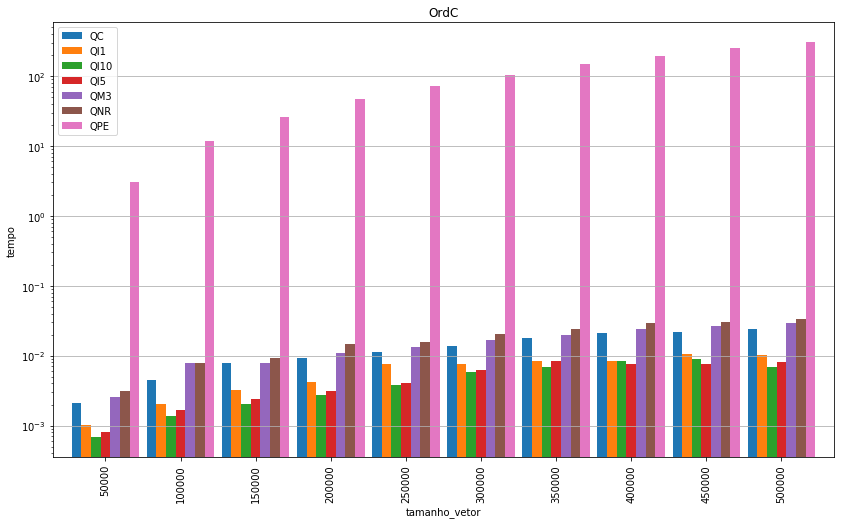 OrdC
QC
QI1
QI10
QI5
QM3
QNR
QPE
tempo
10²
10¹
10⁰
10⁻¹
10⁻²
10⁻³
50000
100000
150000
200000
250000
300000
350000
400000
450000
500000
tamanho_vetor